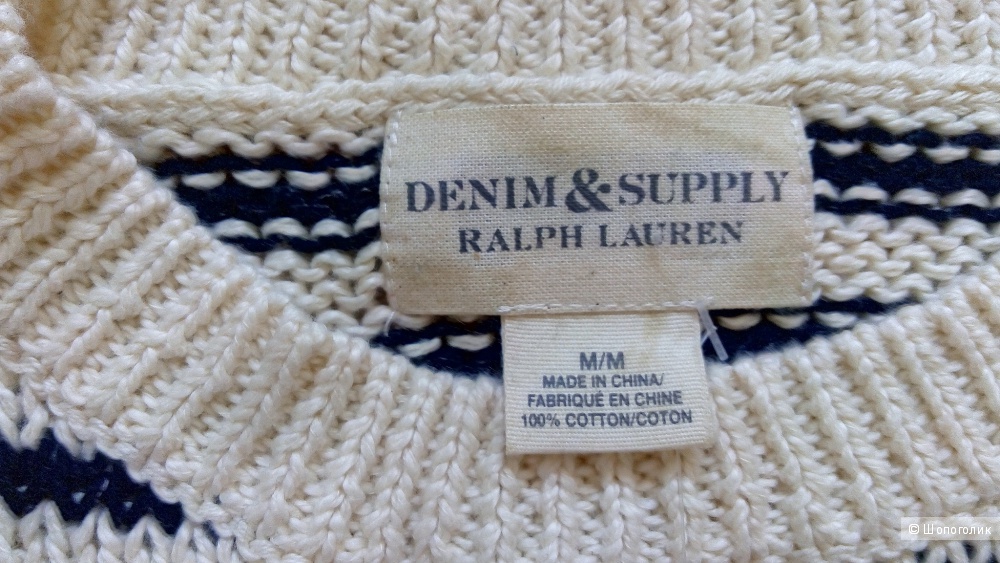 DENIM & SUPPLY
RALPH LAUREN
M/M
MADE IN CHINA/
FABRIQUÉ EN CHINE
100% COTTON/COTON
© Шопоголик